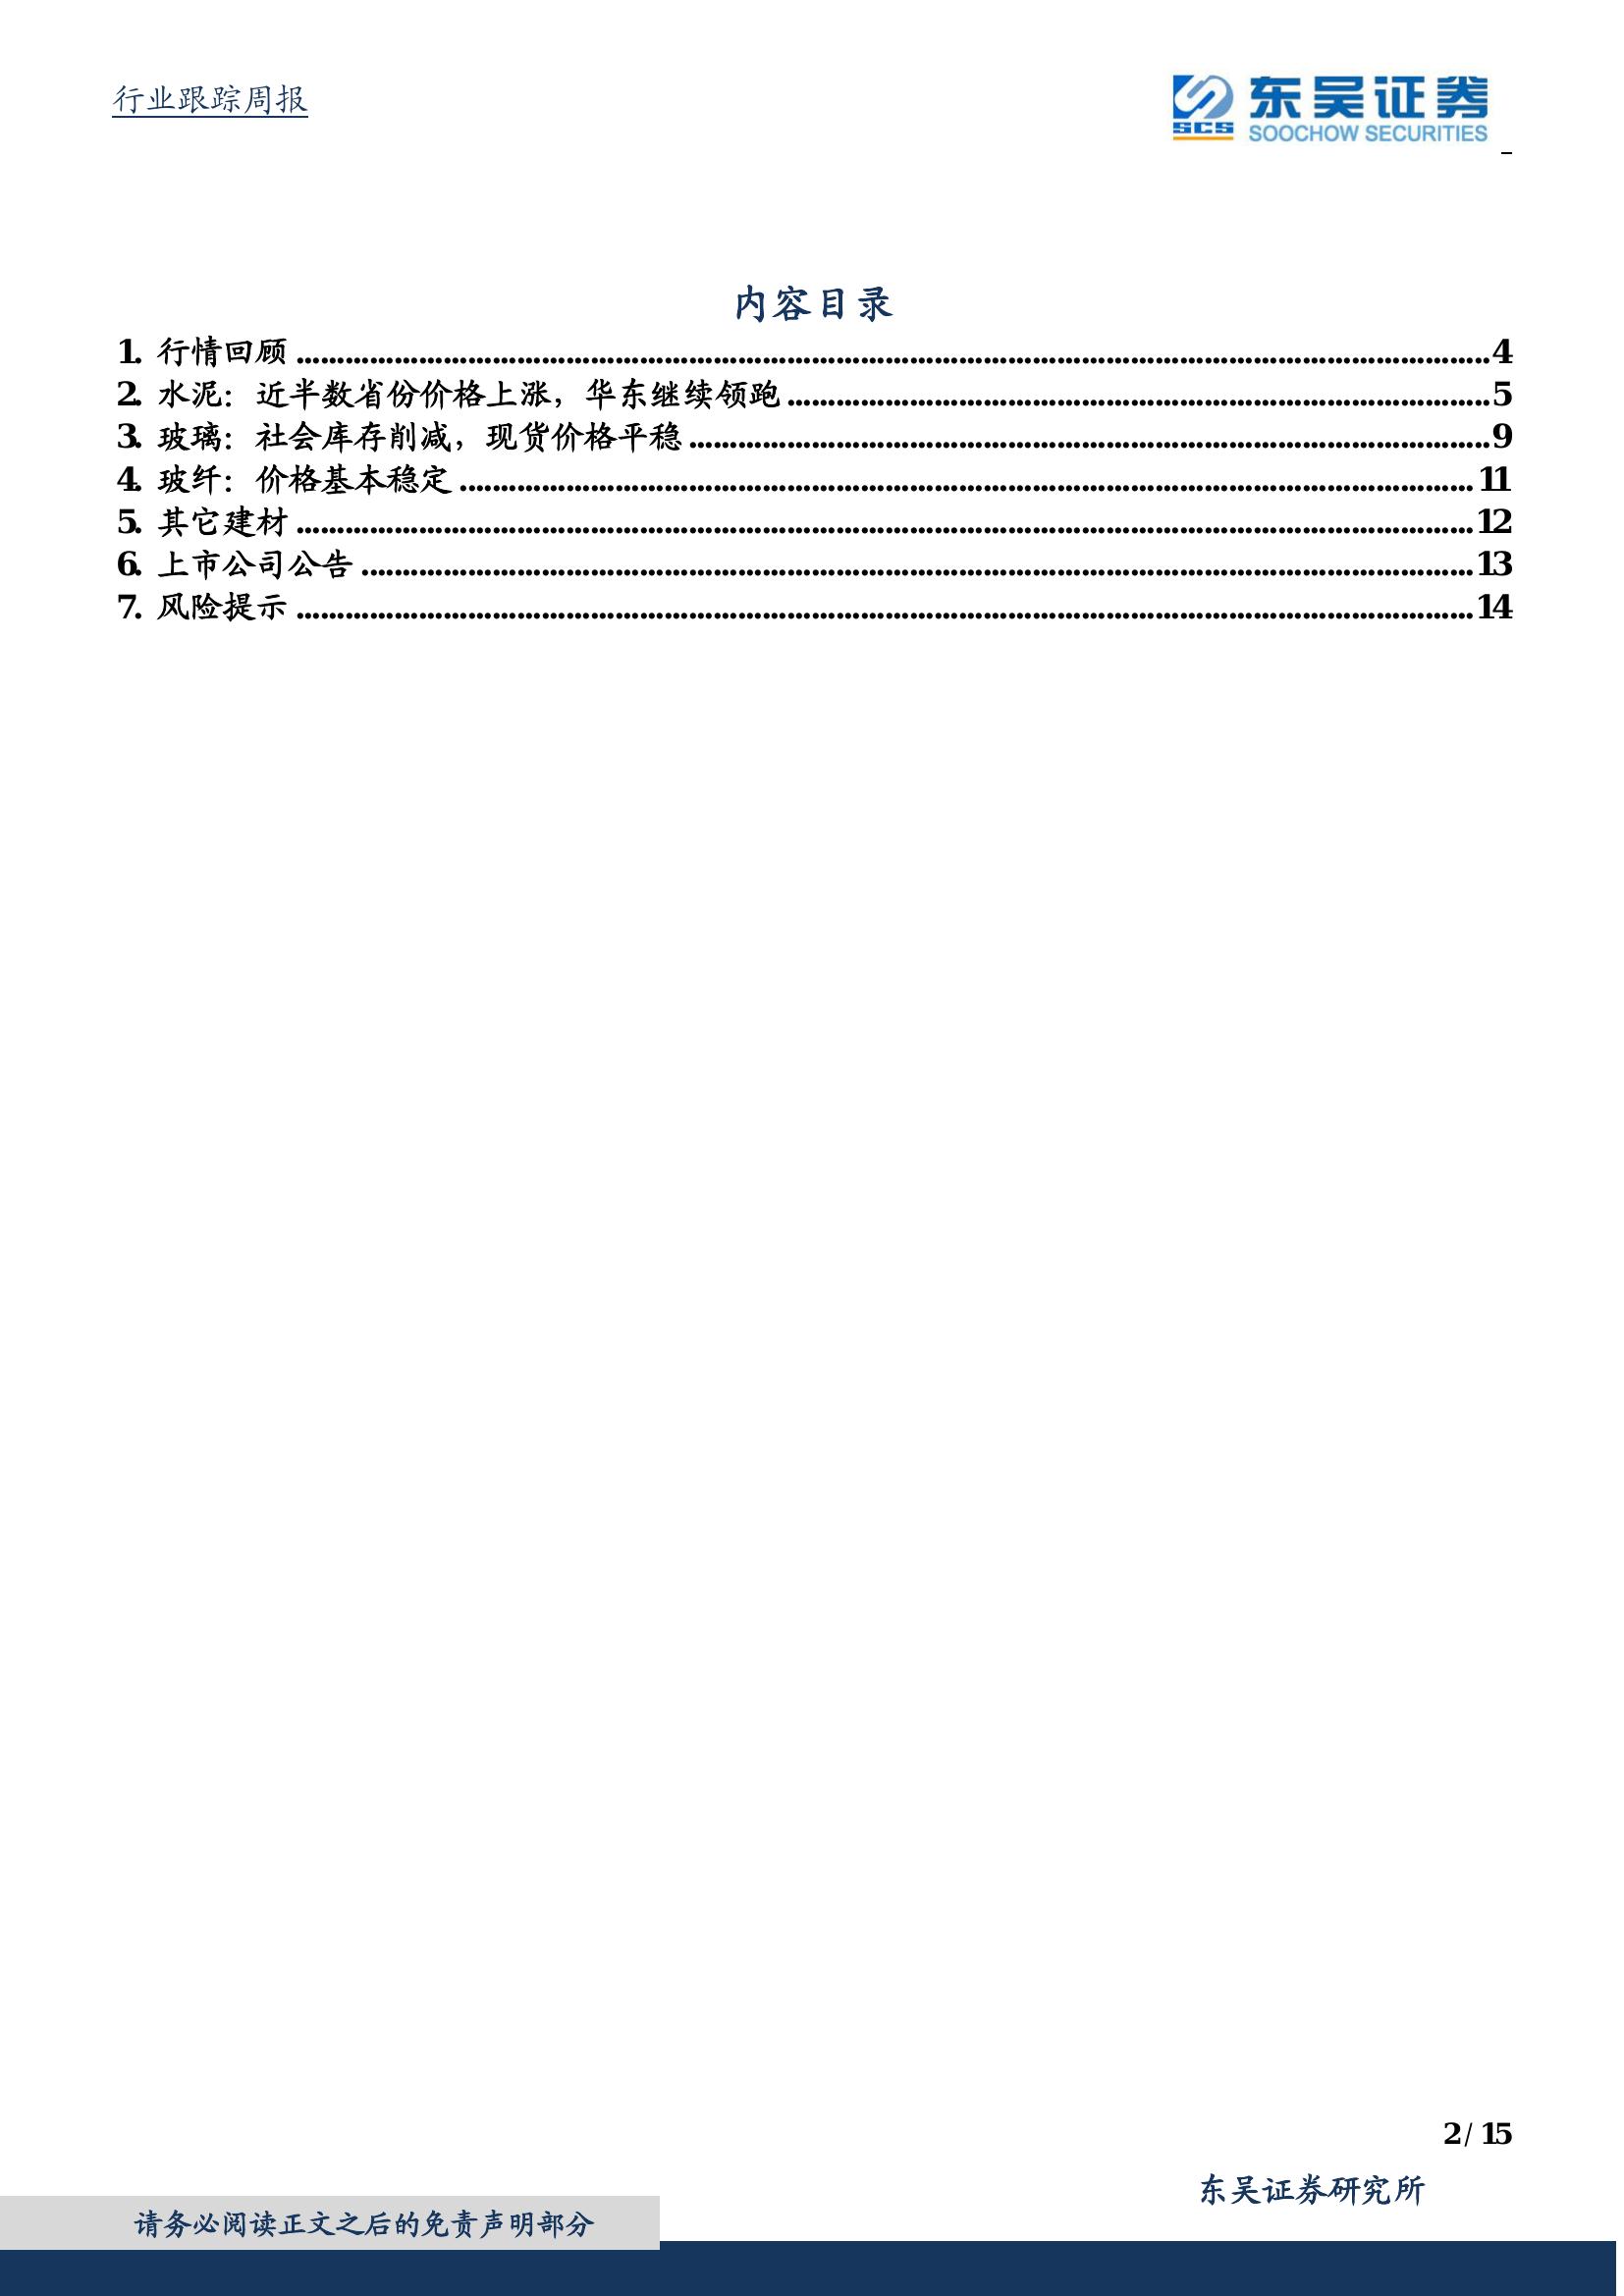 行业跟踪周报
东吴证券
SCS SOOCHOW SECURITIES
内容目录
1. 行情回顾 ........................................ 4
2. 水泥：近半数省份价格上涨，华东继续领跑 ........................................ 5
3. 玻璃：社会库存削减，现货价格平稳 ........................................ 9
4. 玻纤：价格基本稳定 ........................................ 11
5. 其它建材 ........................................ 12
6. 上市公司公告 ........................................ 13
7. 风险提示 ........................................ 14
2 / 15
东吴证券研究所
请务必阅读正文之后的免责声明部分